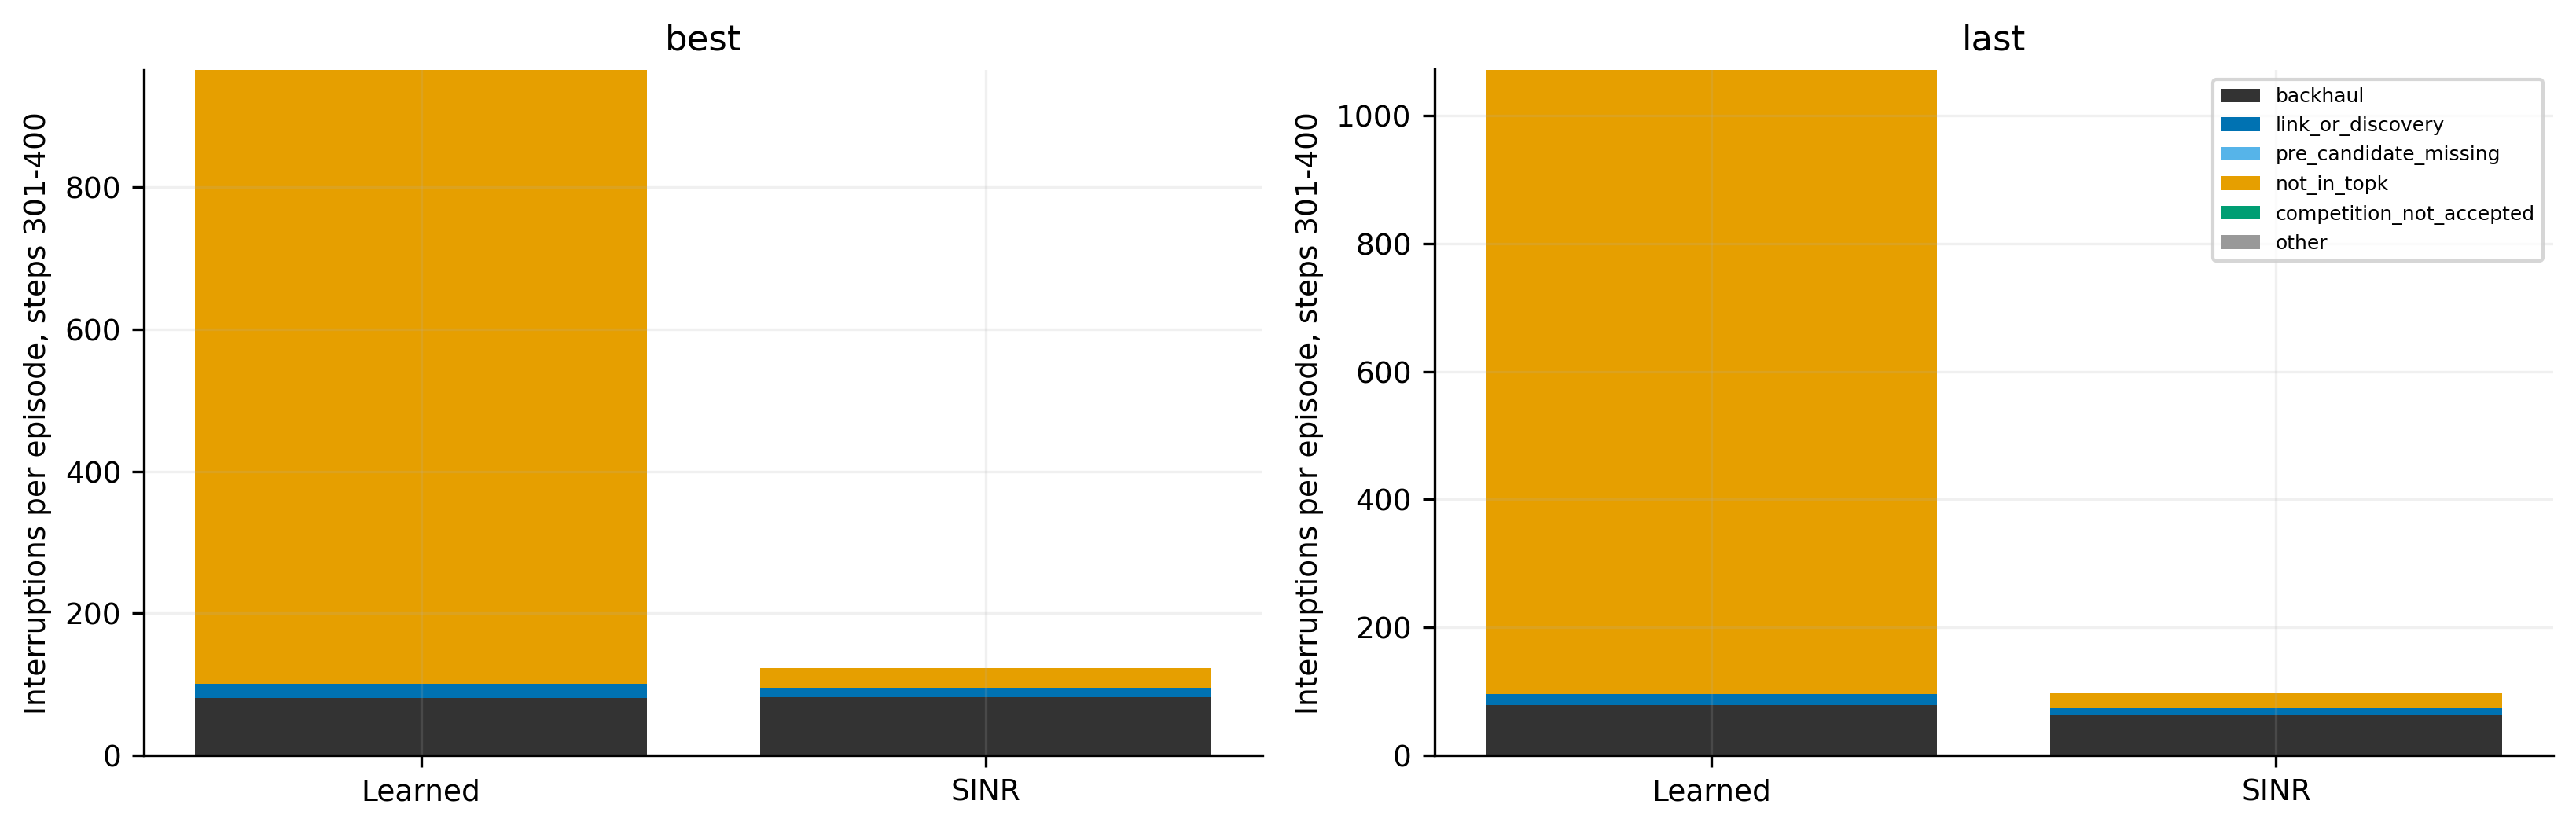 best
Interruptions per episode, steps 301-400
800
600
400
200
0
Learned
SINR
last
Interruptions per episode, steps 301-400
1000
800
600
400
200
0
Learned
SINR
backhaul
link_or_discovery
pre_candidate_missing
not_in_topk
competition_not_accepted
other